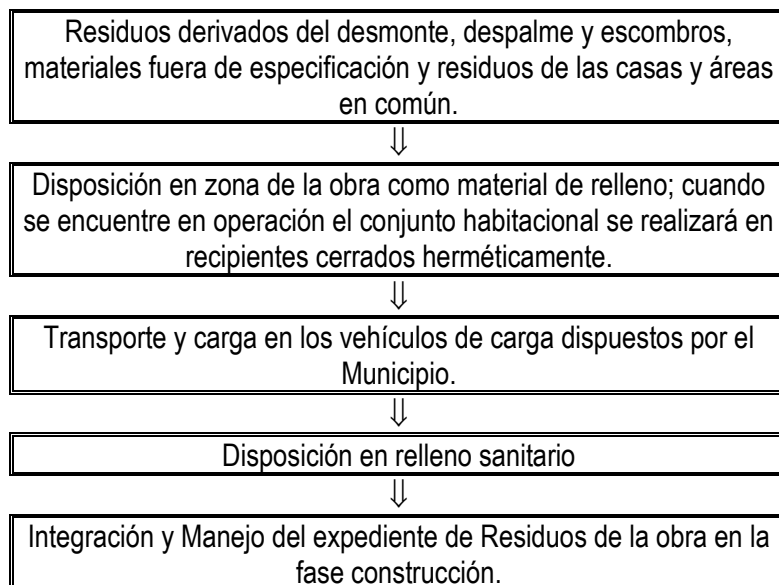 Residuos derivados del desmonte, despalme y escombros,
materiales fuera de especificación y residuos de las casas y áreas
en común.
⇓
Disposición en zona de la obra como material de relleno; cuando
se encuentre en operación el conjunto habitacional se realizará en
recipientes cerrados herméticamente.
⇓
Transporte y carga en los vehículos de carga dispuestos por el
Municipio.
⇓
Disposición en relleno sanitario
⇓
Integración y Manejo del expediente de Residuos de la obra en la
fase construcción.